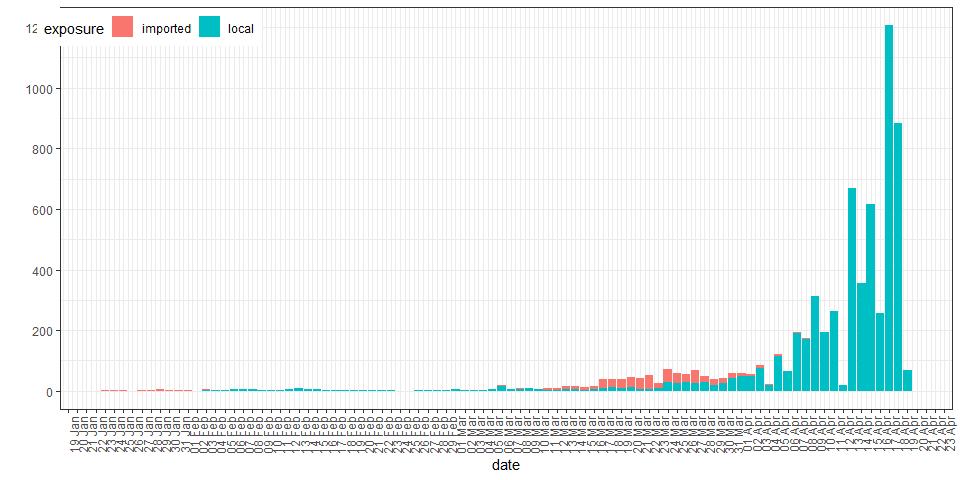 exposure
imported
local
12
1000
800
600
400
200
0
19 Jan
20 Jan
21 Jan
22 Jan
23 Jan
24 Jan
25 Jan
26 Jan
27 Jan
28 Jan
29 Jan
30 Jan
31 Jan
01 Feb
02 Feb
03 Feb
04 Feb
05 Feb
06 Feb
07 Feb
08 Feb
09 Feb
10 Feb
11 Feb
12 Feb
13 Feb
14 Feb
15 Feb
16 Feb
17 Feb
18 Feb
19 Feb
20 Feb
21 Feb
22 Feb
23 Feb
24 Feb
25 Feb
26 Feb
27 Feb
28 Feb
29 Feb
01 Mar
02 Mar
03 Mar
04 Mar
05 Mar
06 Mar
07 Mar
08 Mar
09 Mar
10 Mar
11 Mar
12 Mar
13 Mar
14 Mar
15 Mar
16 Mar
17 Mar
18 Mar
19 Mar
20 Mar
21 Mar
22 Mar
23 Mar
24 Mar
25 Mar
26 Mar
27 Mar
28 Mar
29 Mar
30 Mar
31 Mar
01 Apr
02 Apr
03 Apr
04 Apr
05 Apr
06 Apr
07 Apr
08 Apr
09 Apr
10 Apr
11 Apr
12 Apr
13 Apr
14 Apr
15 Apr
16 Apr
17 Apr
18 Apr
19 Apr
20 Apr
21 Apr
22 Apr
23 Apr
date